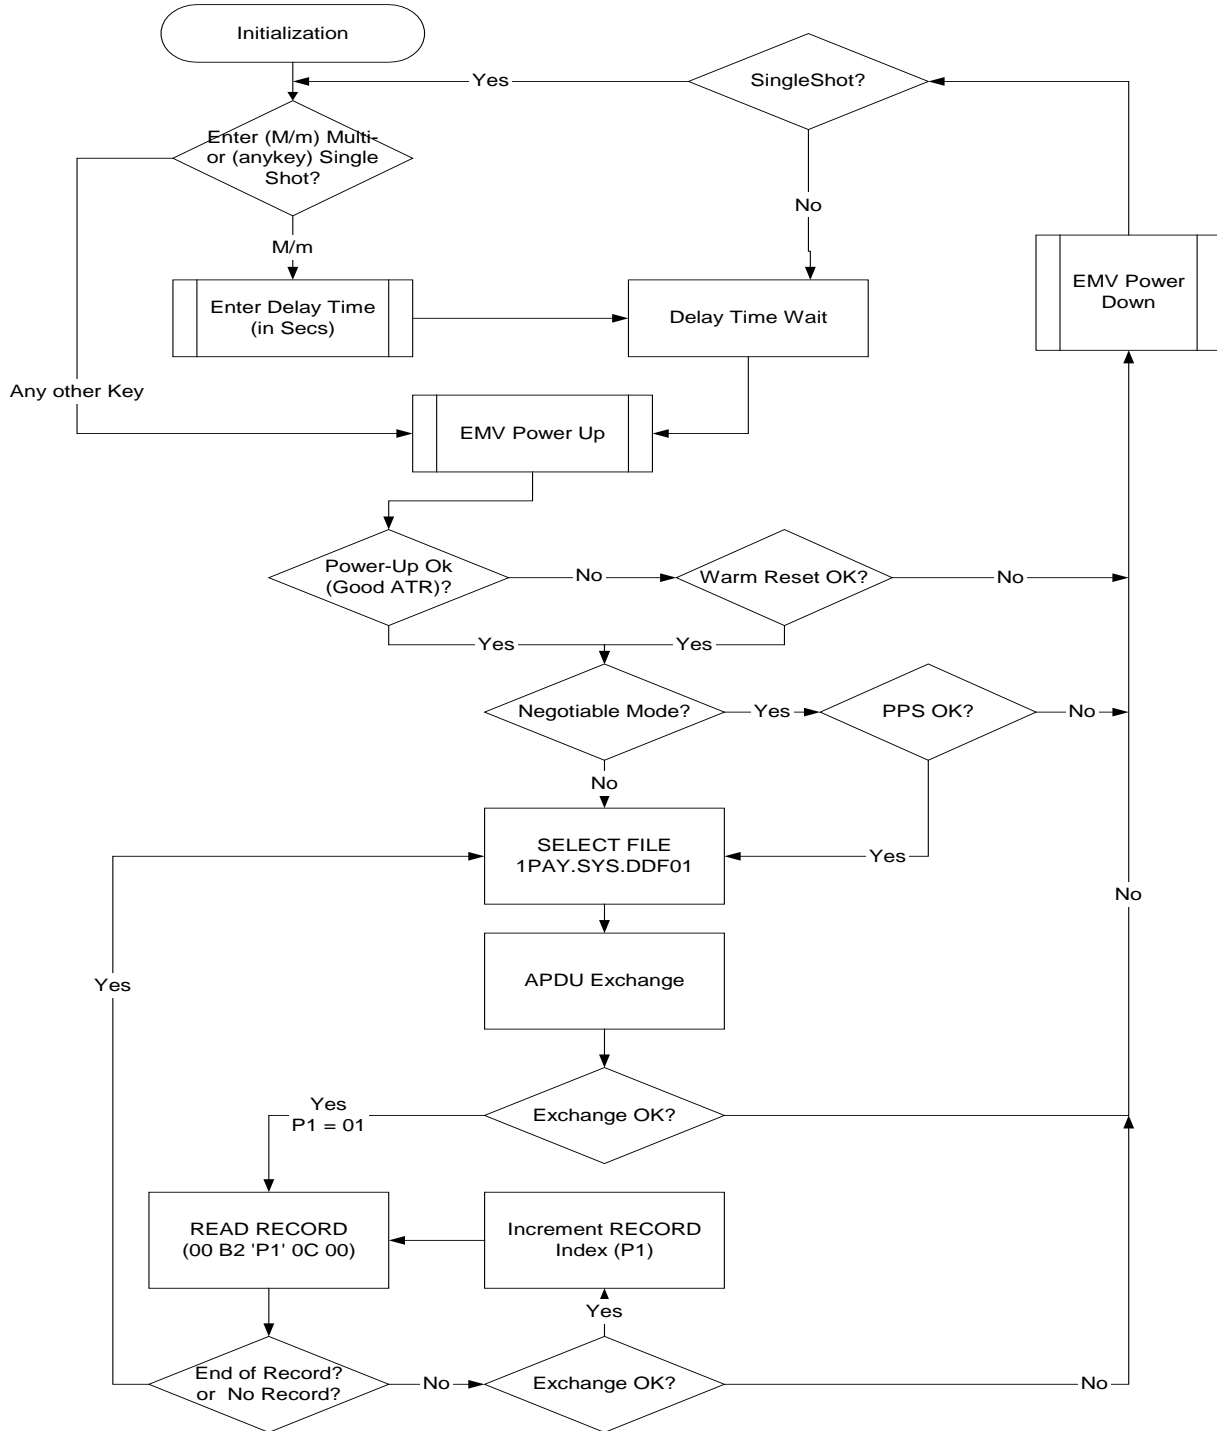 Initialization
Yes
SingleShot?
Enter (M/m) Multi-
or (anykey) Single
Shot?
No
M/m
EMV Power
Down
Enter Delay Time
(in Secs)
Delay Time Wait
Any other Key
EMV Power Up
Power-Up Ok
(Good ATR)?
No
Warm Reset OK?
No
Yes
Yes
Negotiable Mode?
Yes
PPS OK?
No
No
SELECT FILE
1PAY.SYS.DDF01
Yes
No
Yes
APDU Exchange
Yes
P1 = 01
Exchange OK?
READ RECORD
(00 B2 'P1' 0C 00)
Increment RECORD
Index (P1)
Yes
End of Record?
or  No Record?
No
Exchange OK?
No